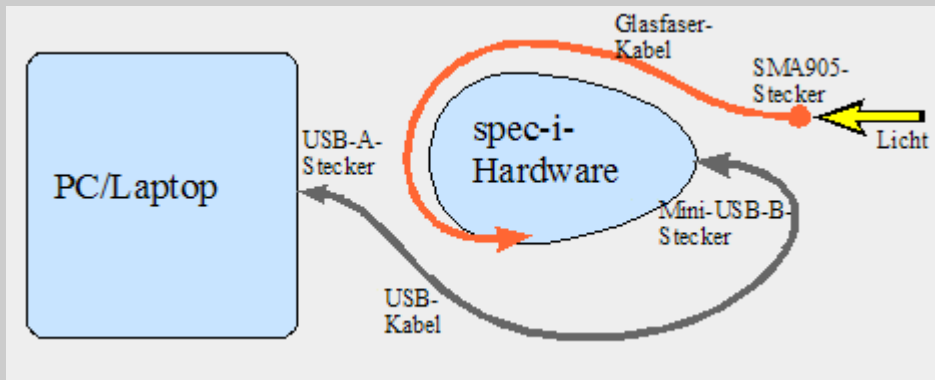 Glasfaser-
Kabel
SMA905-
Stecker
Licht
spec-i-
Hardware
USB-A-
Stecker
PC/Laptop
Mini-USB-B-
Stecker
USB-
Kabel